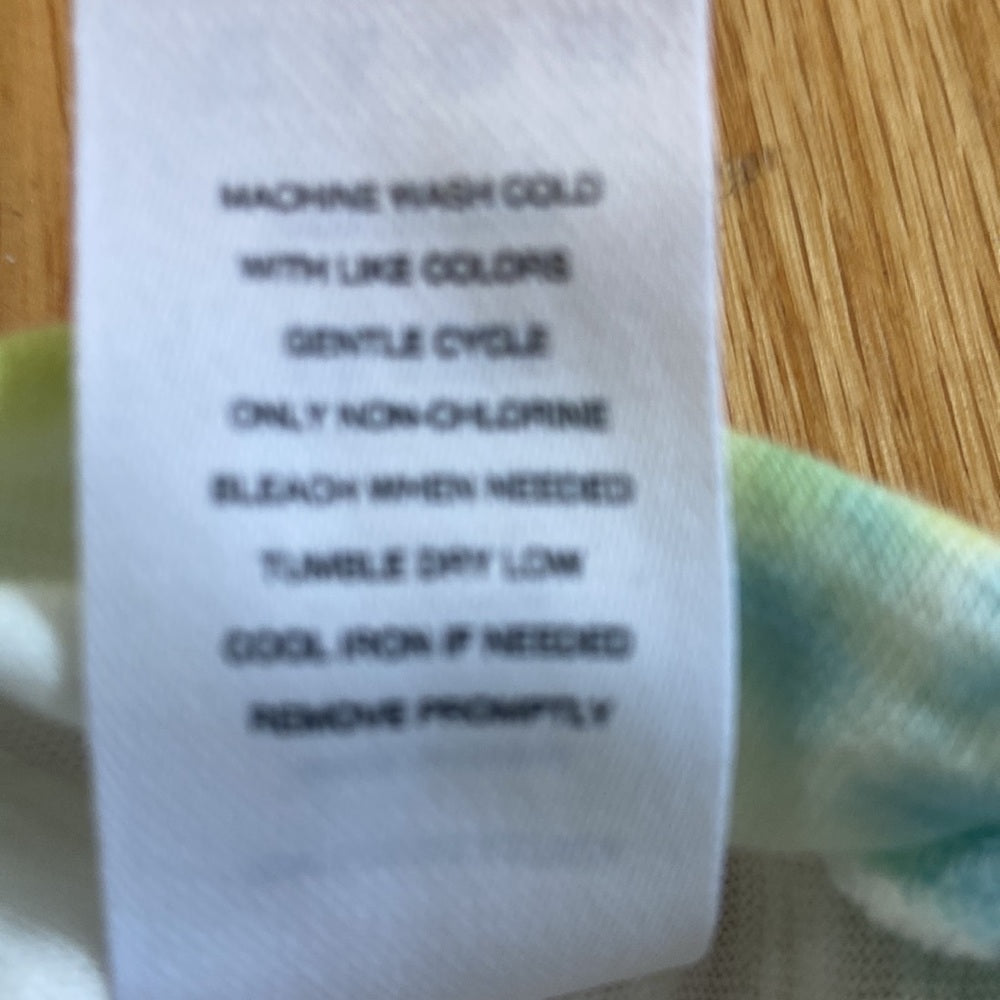 MACHINE WASH COLD
WITH LIKE COLORS
GENTLE CYCLE
ONLY NON-CHLORINE
BLEACH WHEN NEEDED
TUMBLE DRY LOW
COOL IRON IF NEEDED
REMOVE PROMPTLY